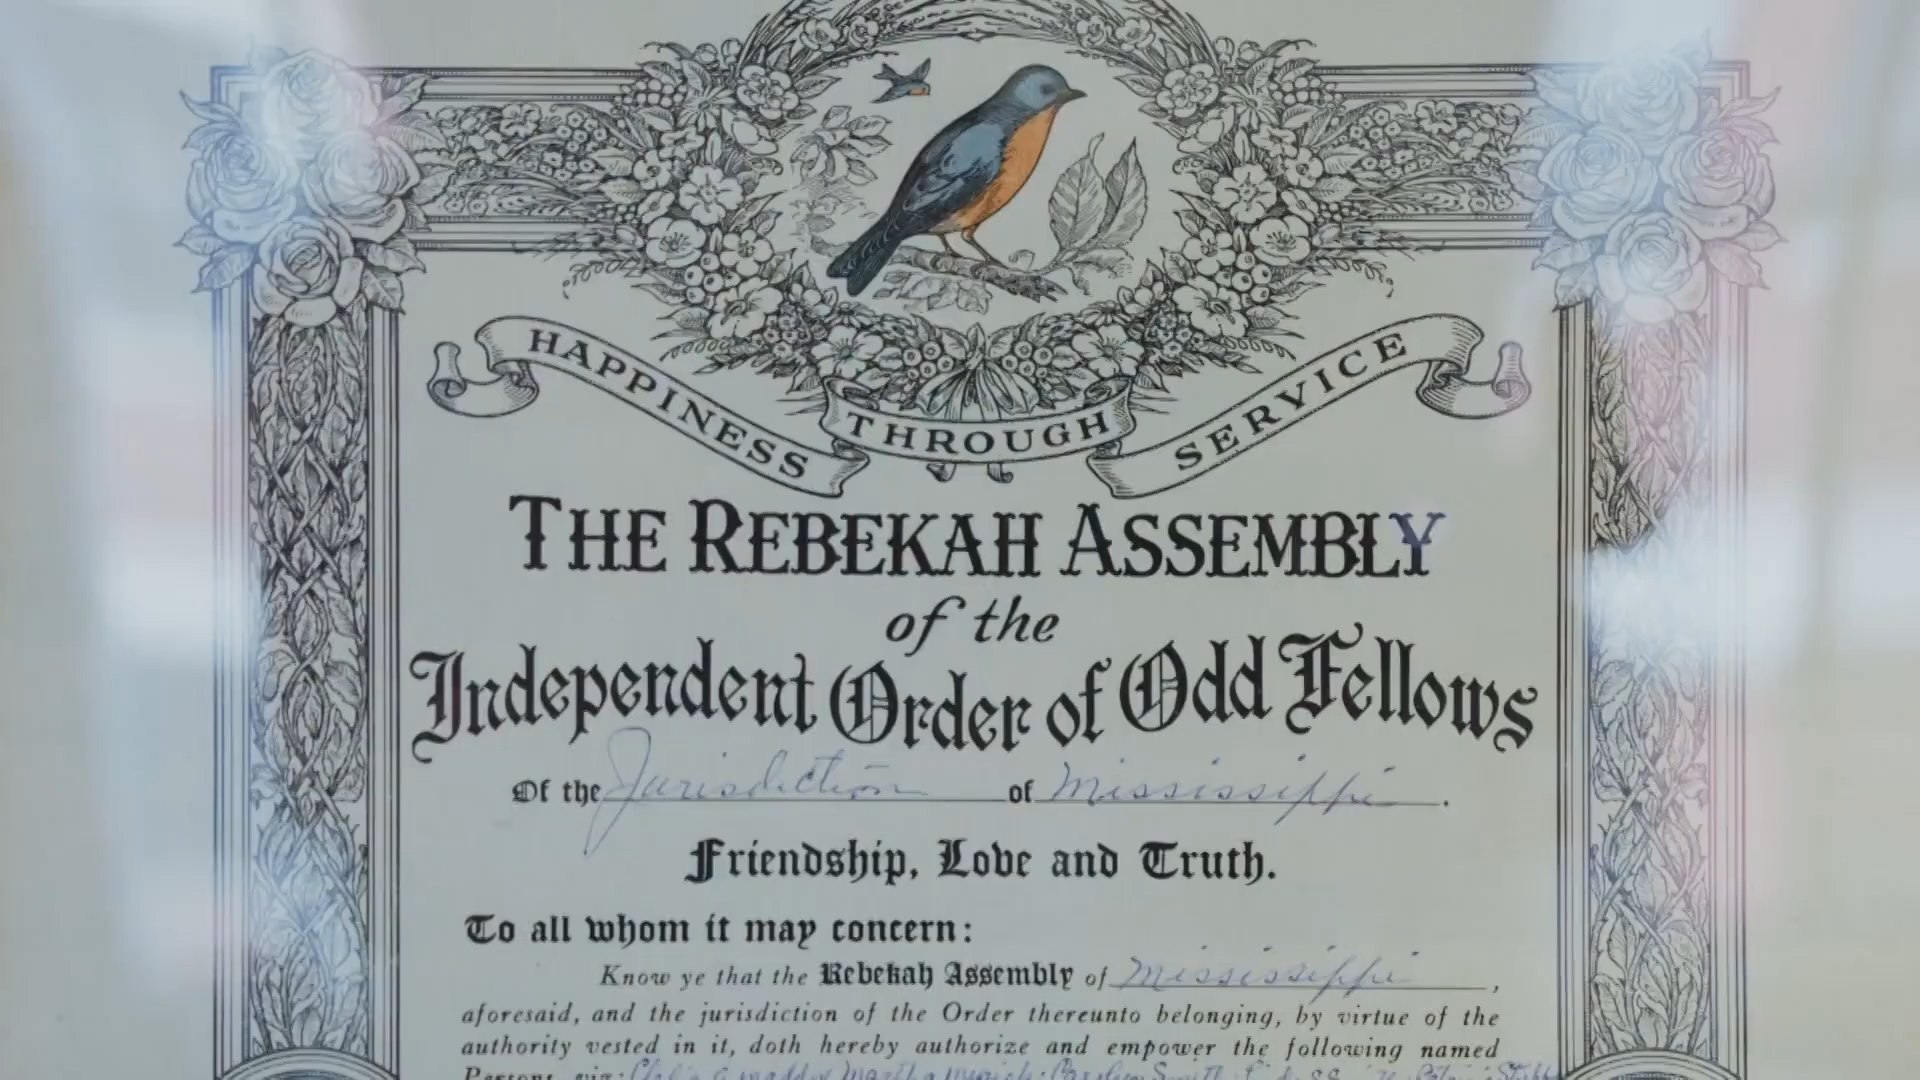 HAPPINESS THROUGH SERVICE
THE REBEKAH ASSEMBLY
of the
Independent Order of Odd Fellows
Of the Jurisdiction of Mississippi.
Friendship, Love and Truth.
To all whom it may concern:
Know ye that the Rebekah Assembly of Mississippi,
aforesaid, and the jurisdiction of the Order thereunto belonging, by virtue of the
authority vested in it, doth hereby authorize and empower the following named
Persons, viz: